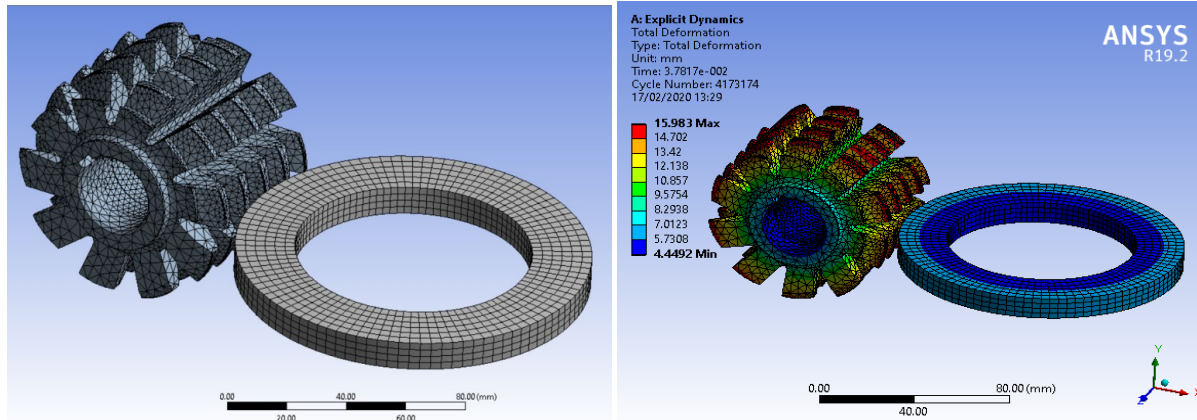 0.00 40.00 80.00 (mm)
20.00 60.00
A: Explicit Dynamics
Total Deformation
Type: Total Deformation
Unit: mm
Time: 3.7817e-002
Cycle Number: 4173174
17/02/2020 13:29
15.983 Max
14.702
13.42
12.138
10.857
9.5754
8.2938
7.0123
5.7308
4.4492 Min
ANSYS
R19.2
0.00 80.00 (mm)
40.00
Y
X
Z